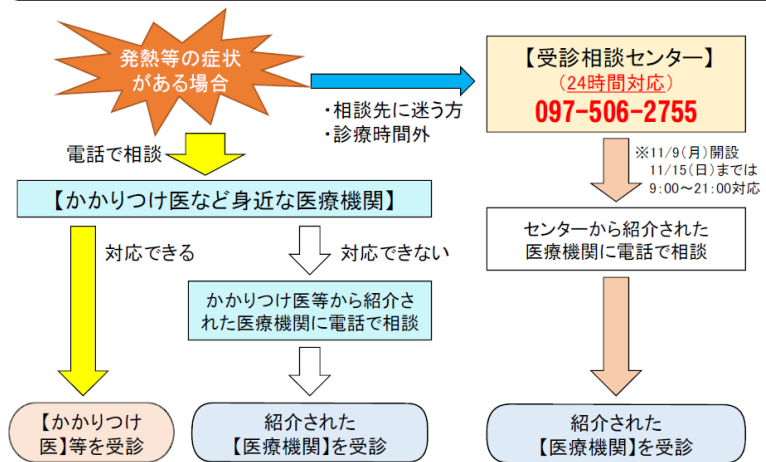 発熱等の症状
がある場合
【受診相談センター】
(24時間対応)
097-506-2755
・相談先に迷う方
・診療時間外
電話で相談
※11/9(月)開設
11/15(日)までは
9:00～21:00対応
【かかりつけ医など身近な医療機関】
センターから紹介された
医療機関に電話で相談
対応できる
対応できない
かかりつけ医等から紹介さ
れた医療機関に電話で相談
【かかりつけ
医】等を受診
紹介された
【医療機関】を受診
紹介された
【医療機関】を受診